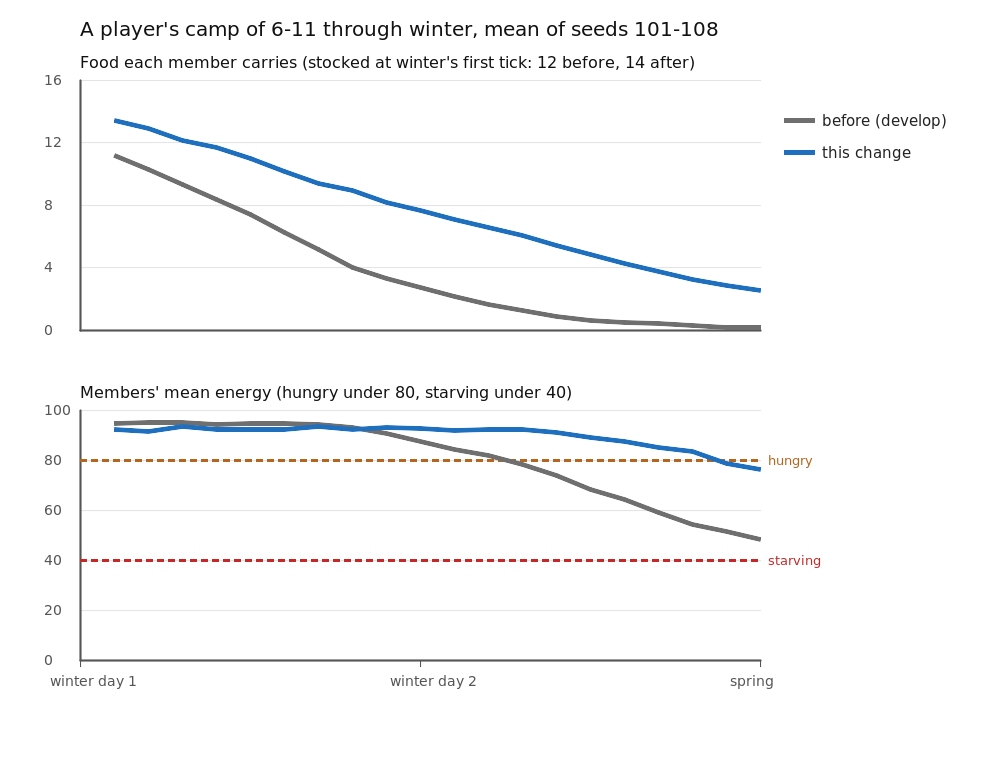 A player's camp of 6-11 through winter, mean of seeds 101-108
Food each member carries (stocked at winter's first tick: 12 before, 14 after)
16
12
8
4
0
before (develop)
this change
Members' mean energy (hungry under 80, starving under 40)
100
80
60
40
20
0
hungry
starving
winter day 1
winter day 2
spring